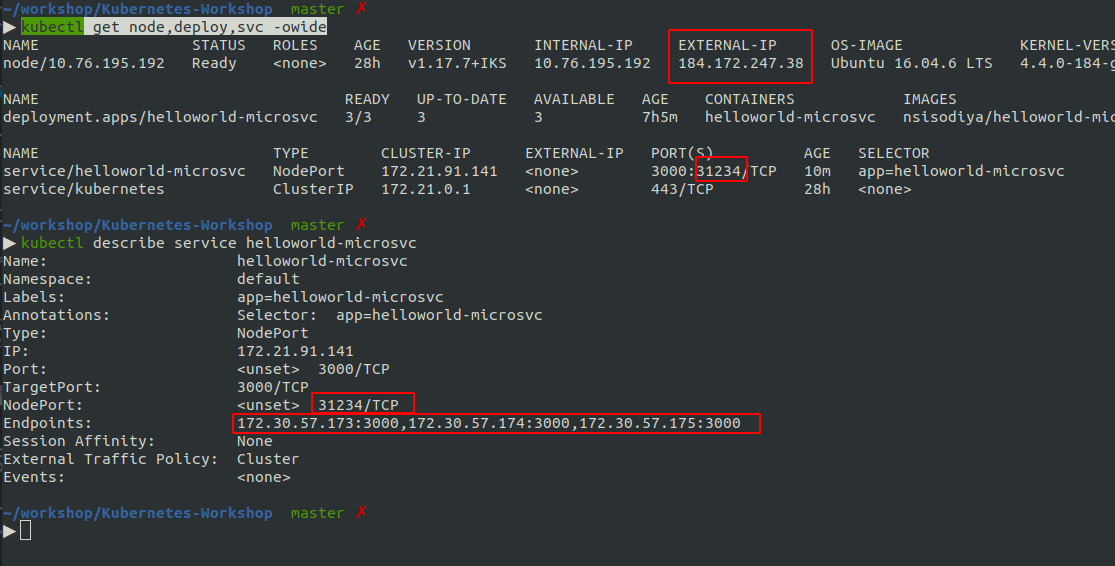 ~/workshop/Kubernetes-Workshop master ✗
▶ kubectl get node,deploy,svc -owide
NAME STATUS ROLES AGE VERSION INTERNAL-IP EXTERNAL-IP OS-IMAGE KERNEL-VERS
node/10.76.195.192 Ready <none> 28h v1.17.7+IKS 10.76.195.192 184.172.247.38 Ubuntu 16.04.6 LTS 4.4.0-184-g
NAME READY UP-TO-DATE AVAILABLE AGE CONTAINERS IMAGES
deployment.apps/helloworld-microsvc 3/3 3 3 7h5m helloworld-microsvc nsisodiya/helloworld-mic
NAME TYPE CLUSTER-IP EXTERNAL-IP PORT(S) AGE SELECTOR
service/helloworld-microsvc NodePort 172.21.91.141 <none> 3000:31234/TCP 10m app=helloworld-microsvc
service/kubernetes ClusterIP 172.21.0.1 <none> 443/TCP 28h <none>
~/workshop/Kubernetes-Workshop master ✗
▶ kubectl describe service helloworld-microsvc
Name: helloworld-microsvc
Namespace: default
Labels: app=helloworld-microsvc
Annotations: Selector: app=helloworld-microsvc
Type: NodePort
IP: 172.21.91.141
Port: <unset> 3000/TCP
TargetPort: 3000/TCP
NodePort: <unset> 31234/TCP
Endpoints: 172.30.57.173:3000,172.30.57.174:3000,172.30.57.175:3000
Session Affinity: None
External Traffic Policy: Cluster
Events: <none>
~/workshop/Kubernetes-Workshop master ✗
▶